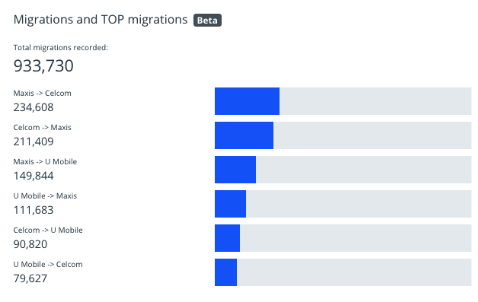 Migrations and TOP migrations Beta
Total migrations recorded:
933,730
Maxis -> Celcom
234,608
Celcom -> Maxis
211,409
Maxis -> U Mobile
149,844
U Mobile -> Maxis
111,683
Celcom -> U Mobile
90,820
U Mobile -> Celcom
79,627